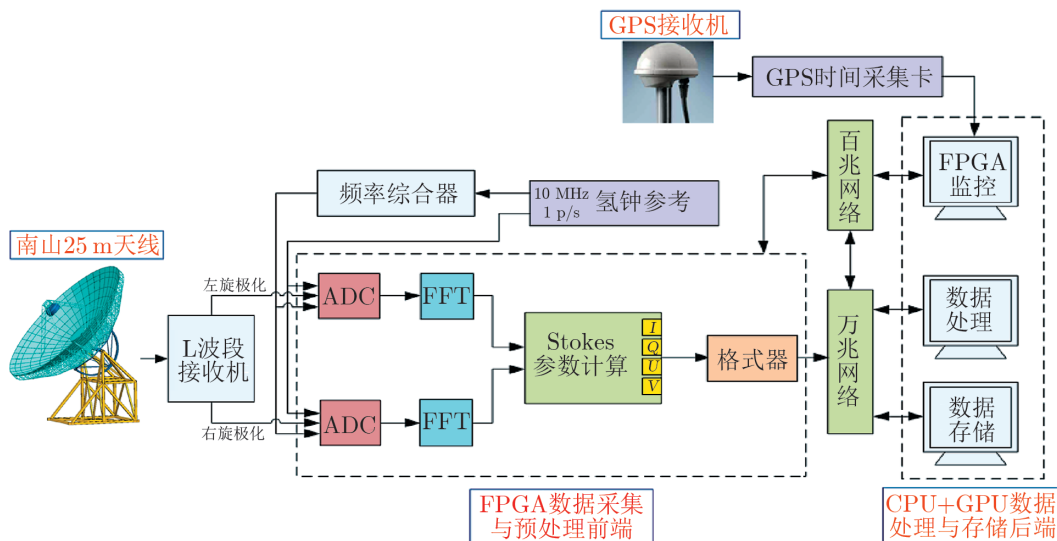 GPS接收机
GPS时间采集卡
百兆网络
FPGA
监控
频率综合器
10 MHz
1 p/s
氢钟参考
南山25 m天线
左旋极化
ADC
FFT
L波段
接收机
Stokes
参数计算
I
Q
U
V
格式器
万兆网络
数据
处理
右旋极化
ADC
FFT
数据
存储
FPGA数据采集
与预处理前端
CPU+GPU数据
处理与存储后端